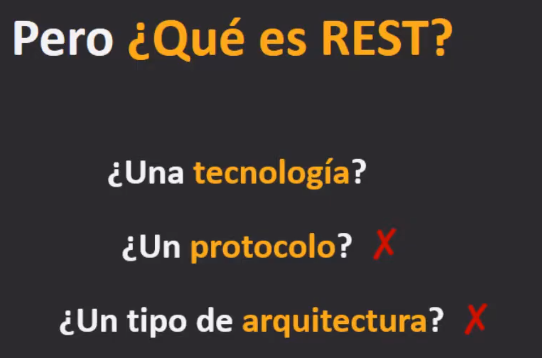 Pero ¿Qué es REST?
¿Una tecnología?
¿Un protocolo? ✗
¿Un tipo de arquitectura? ✗